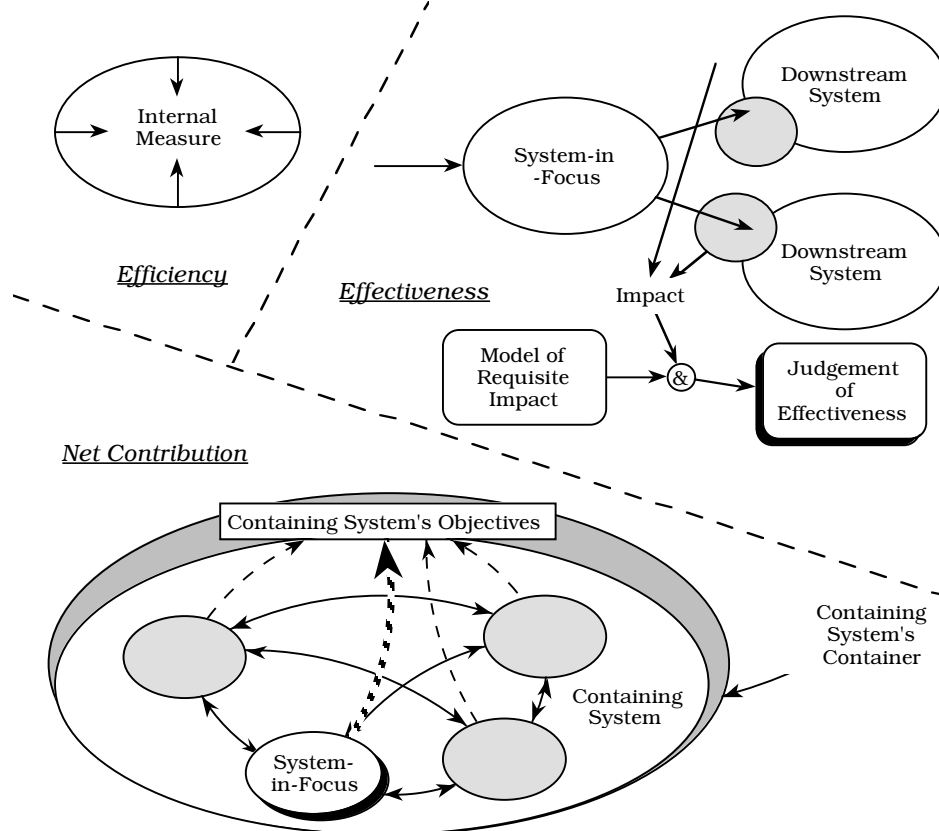 Internal
Measure
Efficiency
Downstream
System
System-in
-Focus
Downstream
System
Effectiveness
Impact
Model of
Requisite
Impact
&
Judgement
of
Effectiveness
Net Contribution
Containing System's Objectives
Containing
System's
Container
Containing
System
System-
in-Focus